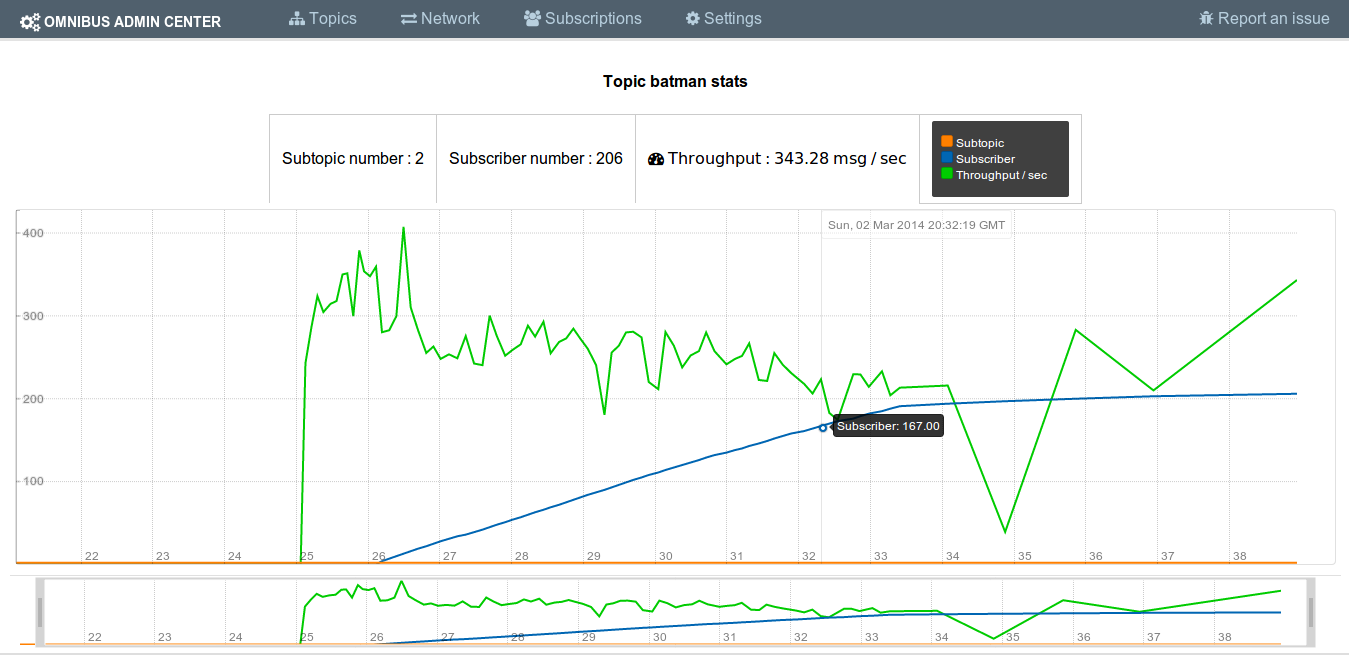 OMNIBUS ADMIN CENTER Topics Network Subscriptions Settings Report an issue
Topic batman stats
Subtopic number : 2 Subscriber number : 206 Throughput : 343.28 msg / sec
Subtopic
Subscriber
Throughput / sec
Sun, 02 Mar 2014 20:32:19 GMT
400
300
200
Subscriber: 167.00
100
22 23 24 25 26 27 28 29 30 31 32 33 34 35 36 37 38
22 23 24 25 26 27 28 29 30 31 32 33 34 35 36 37 38